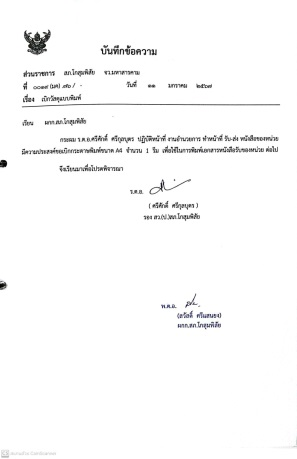 บันทึกข้อความ
ส่วนราชการ สภ.โกสุมพิสัย จว.มหาสารคาม
ที่ ๐๐๑๙ (มค) / - วันที่ ๑๑ มกราคม ๒๕๖๗
เรื่อง เบิกวัสดุแบบพิมพ์
เรียน ผกก.สภ.โกสุมพิสัย
กระผม ร.ต.อ.ศรีศักดิ์ ศรีกุลบุตร ปฏิบัติหน้าที่ งานอำนวยการ ทำหน้าที่ รับ-ส่ง หนังสือของหน่วย
มีความประสงค์ขอเบิกกระดาษพิมพ์ขนาด A4 จำนวน 1 รีม เพื่อใช้ในการพิมพ์เอกสารหนังสือรับของหน่วย ต่อไป
จึงเรียนมาเพื่อโปรดพิจารณา
ร.ต.อ.
( ศรีศักดิ์ ศรีกุลบุตร )
รอง สว.(ป.)สภ.โกสุมพิสัย
พ.ต.อ.
(สวัสดิ์
ผกก.สภ.โกสุมพิสัย
สแกนด้วย CamScanner